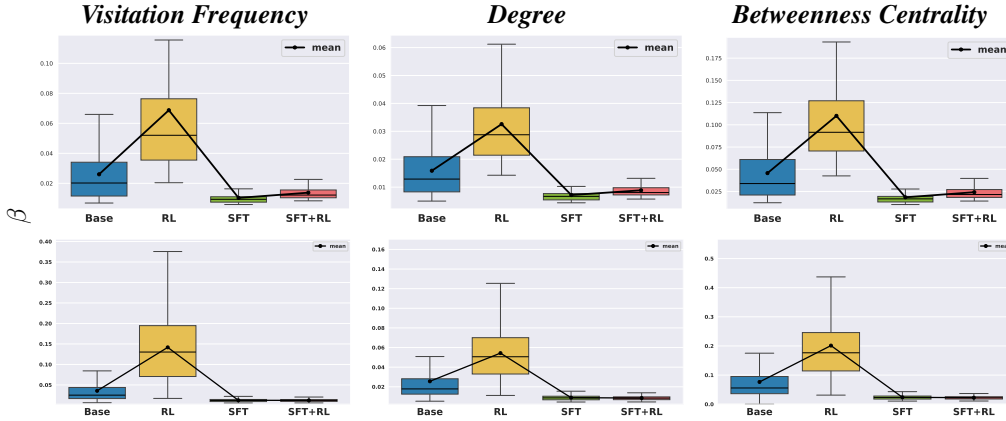 Visitation Frequency
Degree
Betweenness Centrality
β
mean
0.10
0.08
0.06
0.04
0.02
Base RL SFT SFT+RL
mean
0.06
0.05
0.04
0.03
0.02
0.01
Base RL SFT SFT+RL
mean
0.175
0.150
0.125
0.100
0.075
0.050
0.025
Base RL SFT SFT+RL
mean
0.40
0.35
0.30
0.25
0.20
0.15
0.10
0.05
Base RL SFT SFT+RL
mean
0.16
0.14
0.12
0.10
0.08
0.06
0.04
0.02
Base RL SFT SFT+RL
mean
0.5
0.4
0.3
0.2
0.1
0.0
Base RL SFT SFT+RL